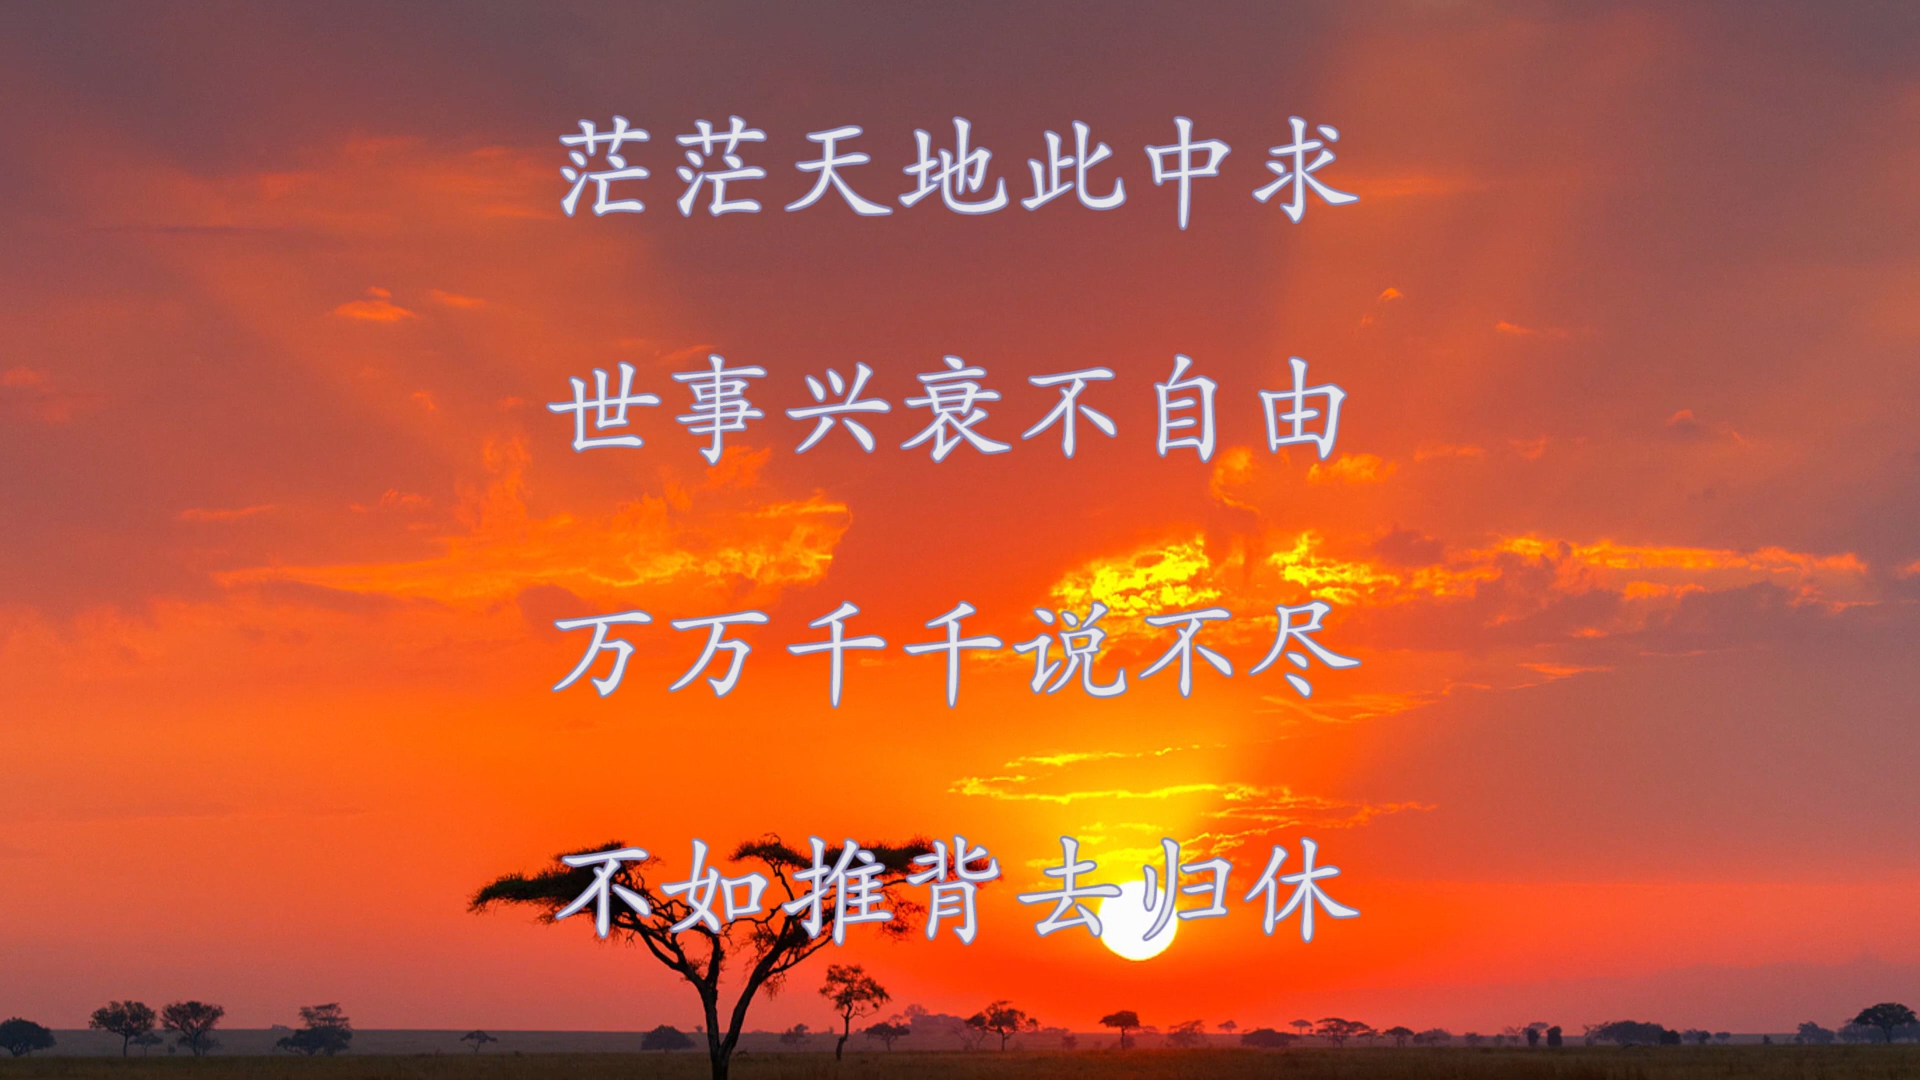 茫茫天地此中求
世事兴衰不自由
万万千千说不尽
不如推背去归休